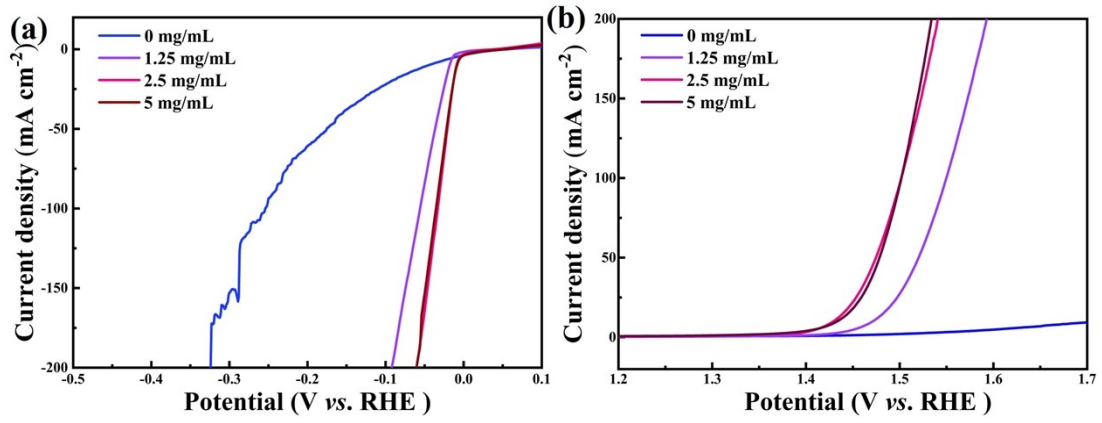 (a)
0 mg/mL
1.25 mg/mL
2.5 mg/mL
5 mg/mL
Current density (mA cm-2)
0
-50
-100
-150
-200
-0.5 -0.4 -0.3 -0.2 -0.1 0.0 0.1
Potential (V vs. RHE )
(b)
0 mg/mL
1.25 mg/mL
2.5 mg/mL
5 mg/mL
Current density (mA cm-2)
200
150
100
50
0
1.2 1.3 1.4 1.5 1.6 1.7
Potential (V vs. RHE )